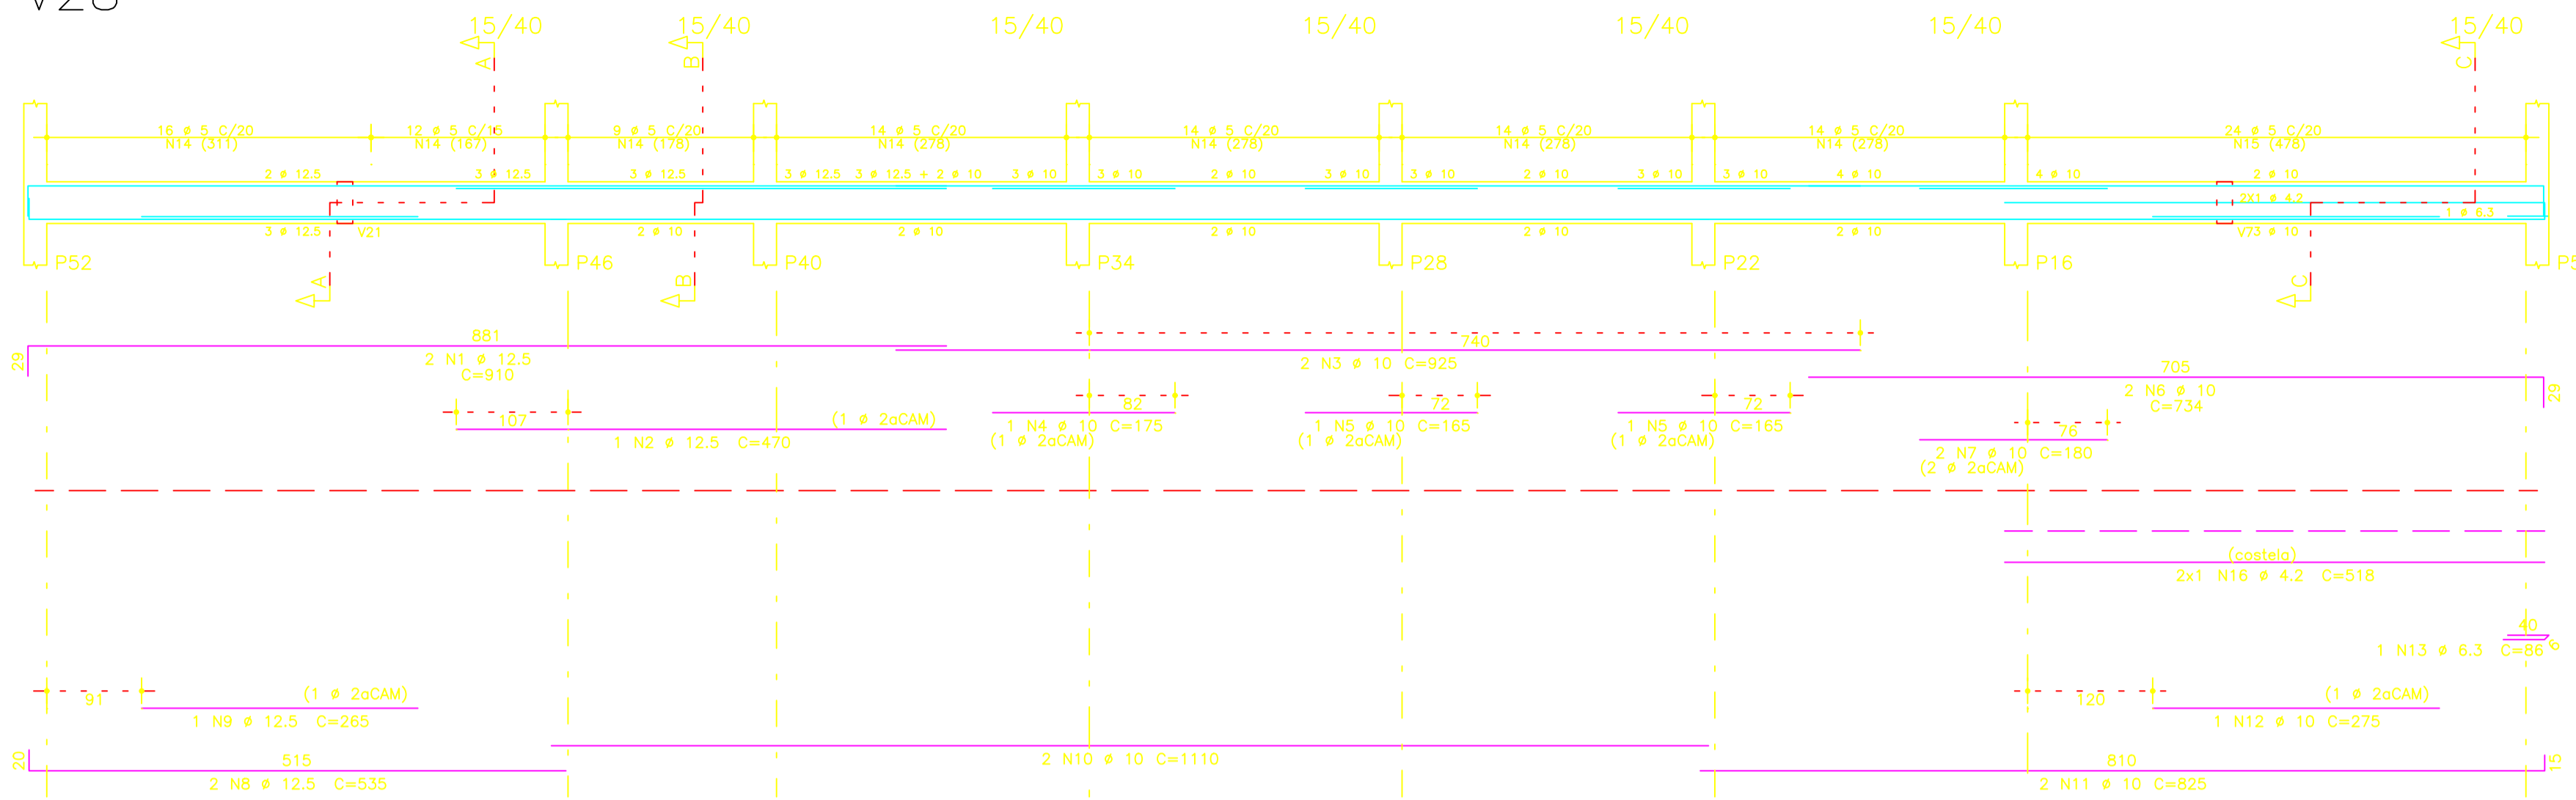 15/40 15/40 15/40 15/40 15/40 15/40 15/40
A B C
16 ø 5 C/20 12 ø 5 C/15 9 ø 5 C/20 14 ø 5 C/20 14 ø 5 C/20 14 ø 5 C/20 14 ø 5 C/20 24 ø 5 C/20
N14 (311) N14 (167) N14 (178) N14 (278) N14 (278) N14 (278) N14 (278) N15 (478)
2 ø 12.5 3 ø 12.5 3 ø 12.5 3 ø 12.5 3 ø 12.5 + 2 ø 10 3 ø 10 3 ø 10 2 ø 10 3 ø 10 3 ø 10 2 ø 10 3 ø 10 3 ø 10 4 ø 10 4 ø 10 2 ø 10
2X1 ø 4.2
1 ø 6.3
3 ø 12.5 V21 2 ø 10 2 ø 10 2 ø 10 2 ø 10 2 ø 10 V73 ø 10
P52 P46 P40 P34 P28 P22 P16
A B C
881
29
2 N1 ø 12.5
C=910
740
2 N3 ø 10 C=925
705
29
2 N6 ø 10
C=734
107
(1 ø 2aCAM)
1 N2 ø 12.5 C=470
82
1 N4 ø 10 C=175
(1 ø 2aCAM)
72
1 N5 ø 10 C=165
(1 ø 2aCAM)
72
1 N5 ø 10 C=165
(1 ø 2aCAM)
76
2 N7 ø 10 C=180
(2 ø 2aCAM)
(costela)
2x1 N16 ø 4.2 C=518
40
6
1 N13 ø 6.3 C=86
91
(1 ø 2aCAM)
1 N9 ø 12.5 C=265
120
(1 ø 2aCAM)
1 N12 ø 10 C=275
20
515
2 N8 ø 12.5 C=535
2 N10 ø 10 C=1110
810
15
2 N11 ø 10 C=825